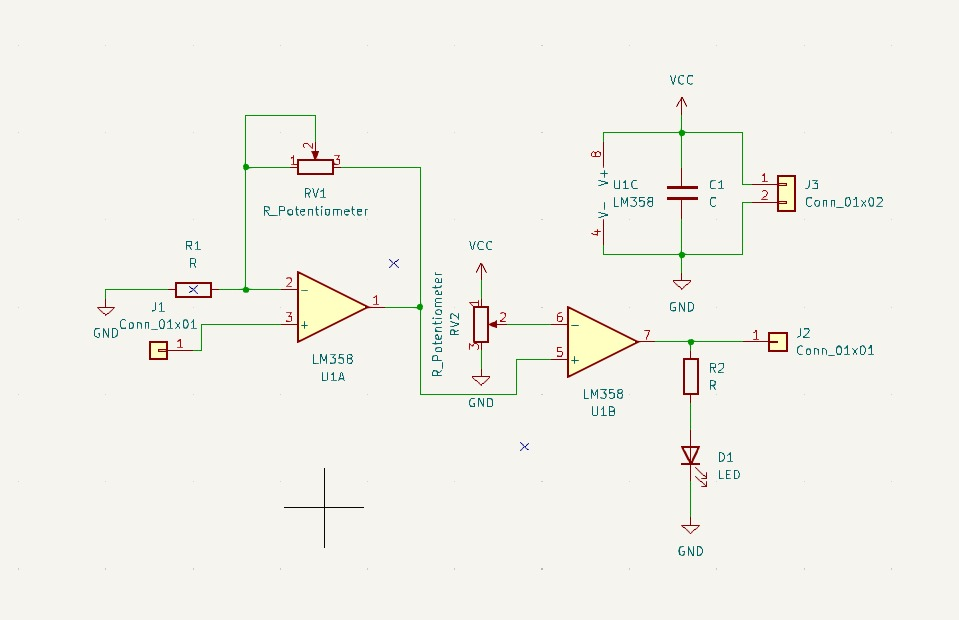 VCC
2
1
3
RV1
R_Potentiometer
8
V+
U1C
LM358
V-
4
C1
C
1
2
J3
Conn_01x02
GND
R1
R
GND
J1
Conn_01x01
1
2
-
3
+
1
LM358
U1A
VCC
R_Potentiometer
RV2
1
2
3
GND
6
-
5
+
7
LM358
U1B
1
J2
Conn_01x01
R2
R
D1
LED
GND